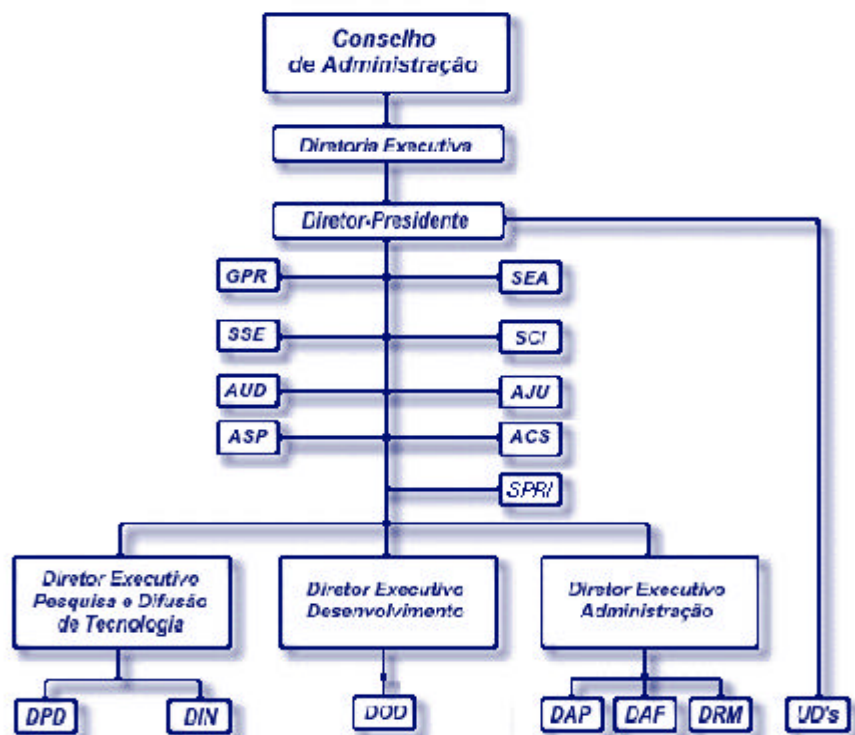 Conselho
de Administração
Diretoria Executiva
Diretor-Presidente
GPR
SEA
SSE
SCI
AUD
AJU
ASP
ACS
SPRI
Diretor Executivo
Pesquisa e Difusão
de Tecnologia
Diretor Executivo
Desenvolvimento
Diretor Executivo
Administração
DPD
DIN
DOD
DAP
DAF
DRM
UD's